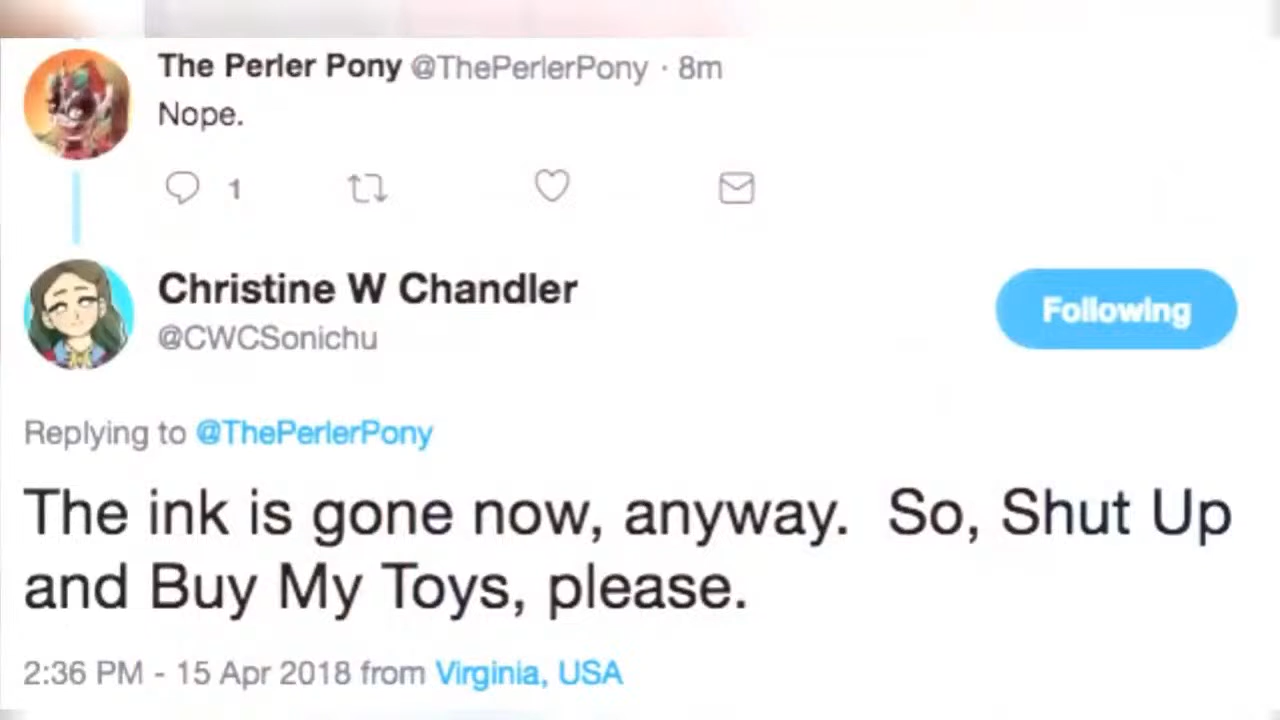 The Perler Pony @ThePerlerPony · 8m
Nope.
1
Christine W Chandler
@CWCSonichu
Following
Replying to @ThePerlerPony
The ink is gone now, anyway.  So, Shut Up
and Buy My Toys, please.
2:36 PM - 15 Apr 2018 from Virginia, USA